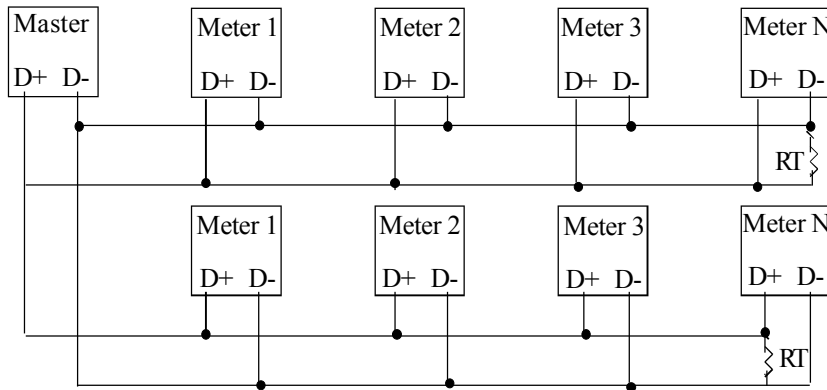 Master
D+ D-
Meter 1
D+ D-
Meter 2
D+ D-
Meter 3
D+ D-
Meter N
D+ D-
RT
Meter 1
D+ D-
Meter 2
D+ D-
Meter 3
D+ D-
Meter N
D+ D-
RT